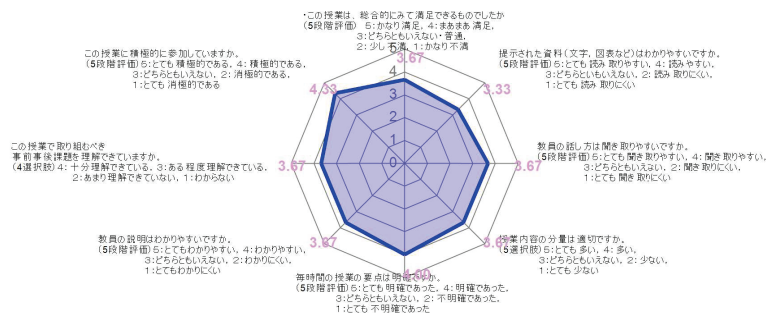 ・この授業は，総合的にみて満足できるものでしたか
(5段階評価) 5：かなり満足，4：まあまあ満足，
3：どちらともいえない・普通，
2：少し不満，1：かなり不満
3.67
提示された資料(文字，図表など)はわかりやすいですか。
(5段階評価)5：とても読み取りやすい，4：読みやすい，
3：どちらともいいえない，2：読み取りにくい，
1：とても読み取りにくい
3.33
教員の話し方は聞き取りやすいですか。
(5段階評価)5：とても聞き取りやすい，4：聞き取りやすい，
3：どちらともいえない，2：聞き取りにくい，
1：とても聞き取りにくい
3.67
授業内容の分量は適切ですか。
(5選択肢)5：とても多い，4：多い，
3：どちらともいえない，2：少ない，
1：とても少ない
毎時間の授業の要点は明確ですか。
(5段階評価)5：とても明確であった，4：明確であった，
3：どちらともいえない，2：不明確であった，
1：とても不明確であった
4.00
教員の説明はわかりやすいですか。
(5段階評価)5：とてもわかりやすい，4：わかりやすい，
3：どちらともいえない，2：わかりにくい，
1：とてもわかりにくい
3.67
この授業で取り組むべき
事前事後課題を理解できていますか。
(4選択肢)4：十分理解できている，3：ある程度理解できている，
2：あまり理解できていない，1：わからない
3.67
この授業に積極的に参加していますか。
(5段階評価)5：とても積極的である，4：積極的である，
3：どちらともいえない，2：消極的である，
1：とても消極的である
4.33
5
4
3
2
1
0